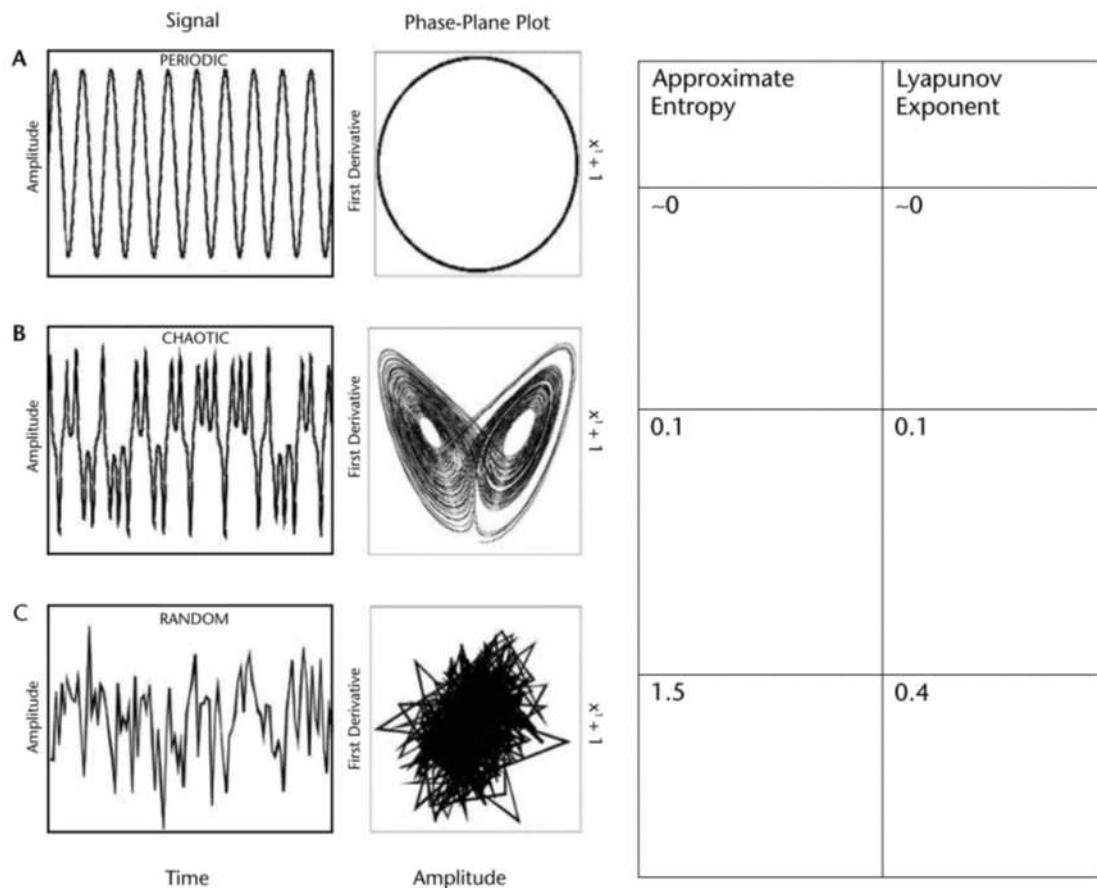 Signal
Phase-Plane Plot
A
PERIODIC
Amplitude
First Derivative
x¹ + 1
B
CHAOTIC
Amplitude
First Derivative
x¹ + 1
C
RANDOM
Amplitude
First Derivative
x¹ + 1
Time
Amplitude
Approximate
Entropy
Lyapunov
Exponent
~0
~0
0.1
0.1
1.5
0.4